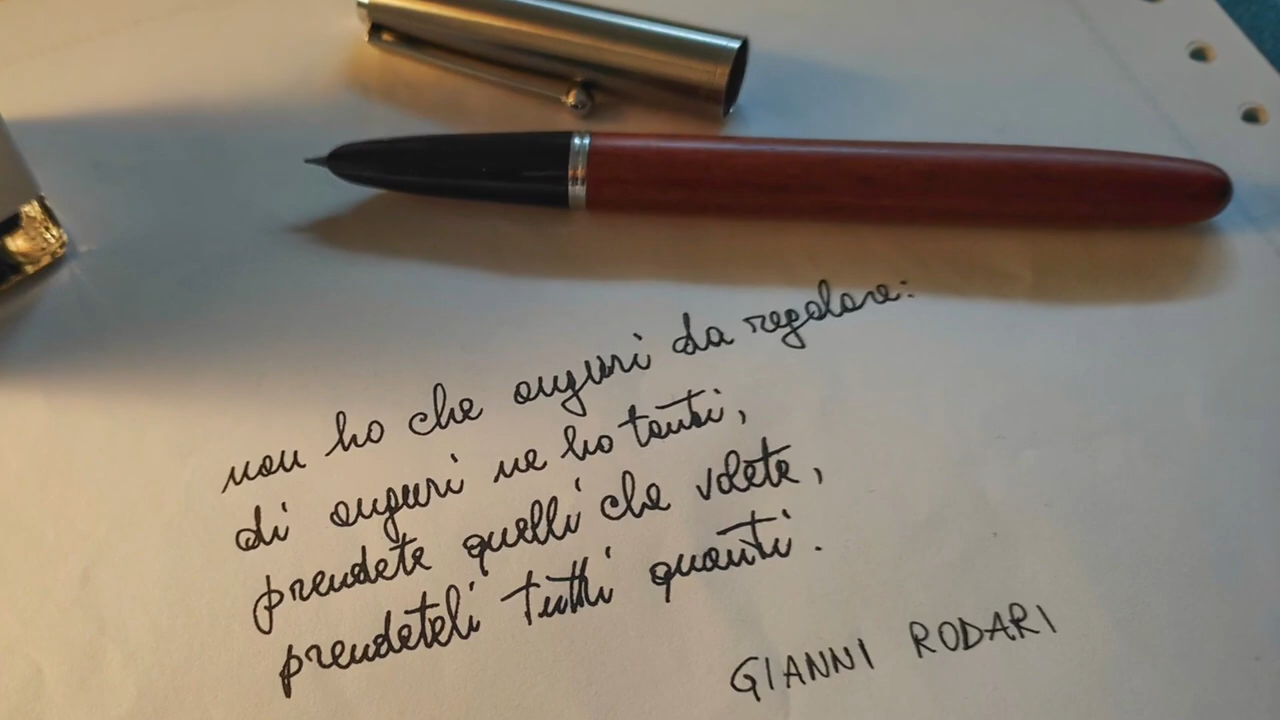 non ho che auguri da regalare:
di auguri ne ho tanti,
prendete quelli che volete,
prendeteli tutti quanti.
GIANNI RODARI